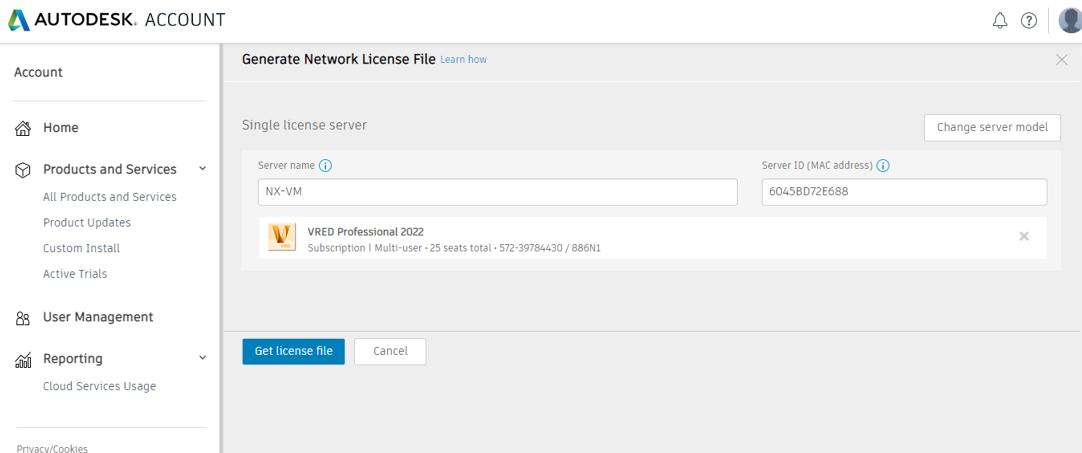 AUTODESK. ACCOUNT
Account
Home
Products and Services
All Products and Services
Product Updates
Custom Install
Active Trials
User Management
Reporting
Cloud Services Usage
Privacy/Cookies
Generate Network License File Learn how
Single license server
Change server model
Server name
Server ID (MAC address)
NX-VM
6045BD72E688
VRED Professional 2022
Subscription | Multi-user · 25 seats total · 572-39784430 / 886N1
Get license file
Cancel